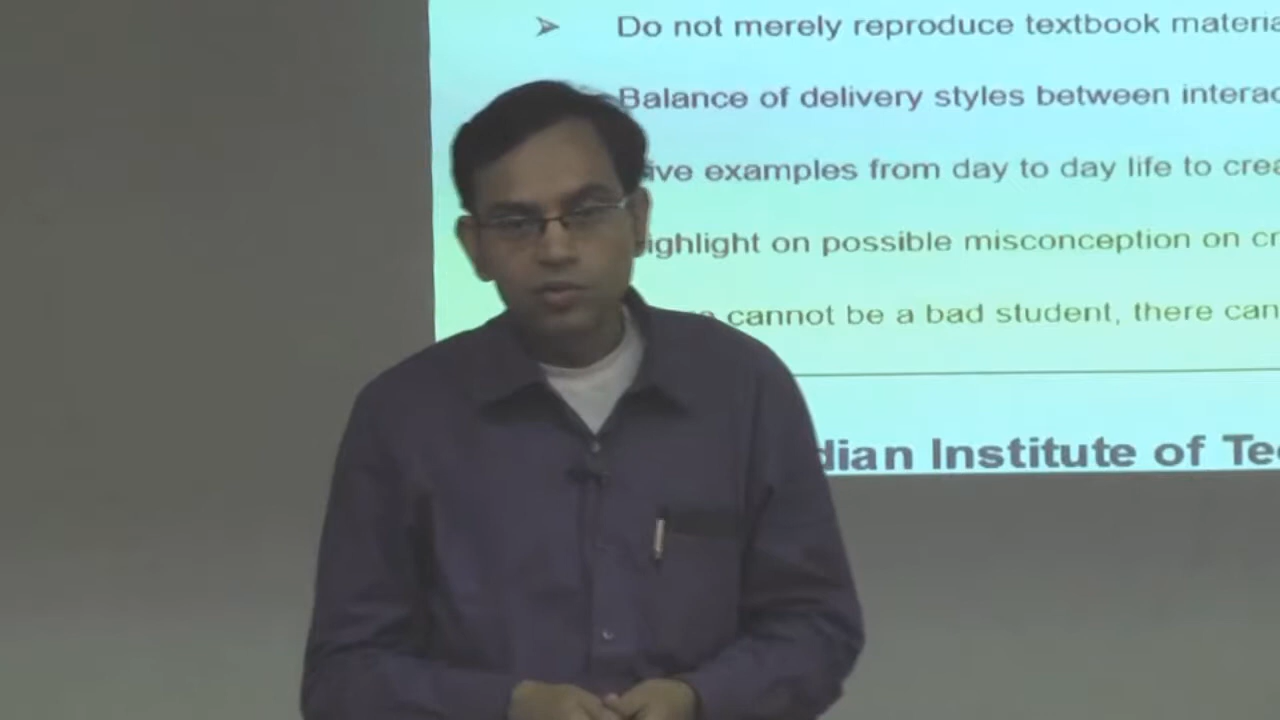 Do not merely reproduce textbook materia
Balance of delivery styles between interac
ive examples from day to day life to crea
ighlight on possible misconception on cr
cannot be a bad student, there can
dian Institute of Te